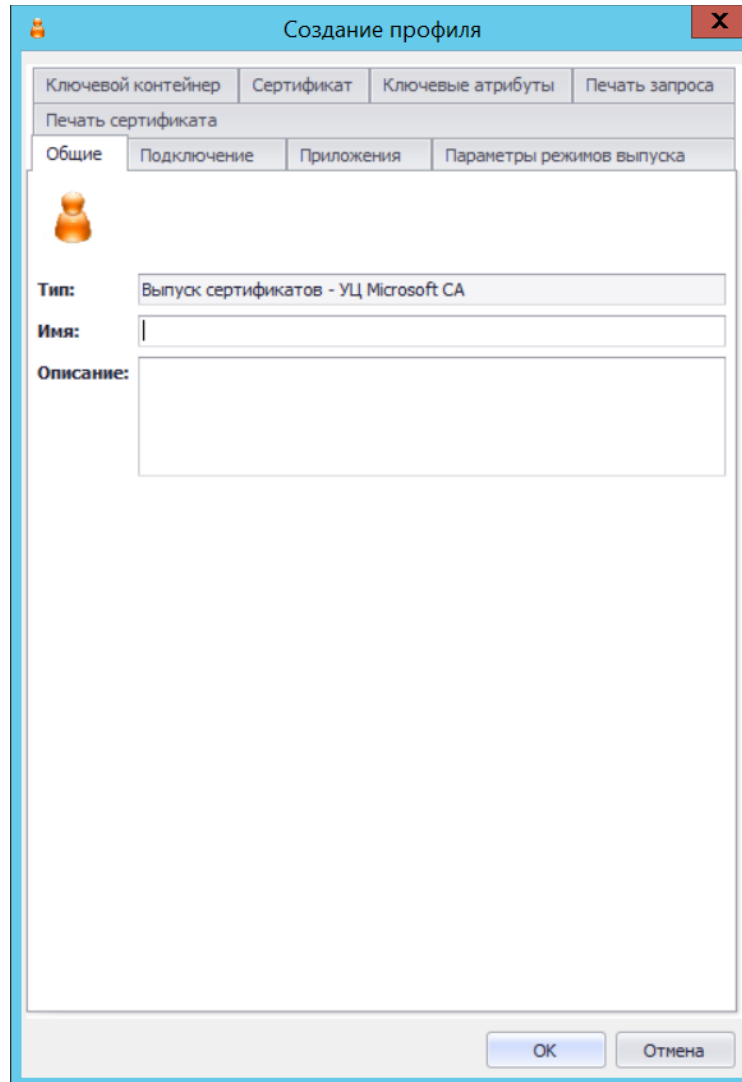 Создание профиля
X
Ключевой контейнер Сертификат Ключевые атрибуты Печать запроса
Печать сертификата
Общие Подключение Приложения Параметры режимов выпуска
Тип: Выпуск сертификатов - УЦ Microsoft CA
Имя:
Описание:
ОК Отмена